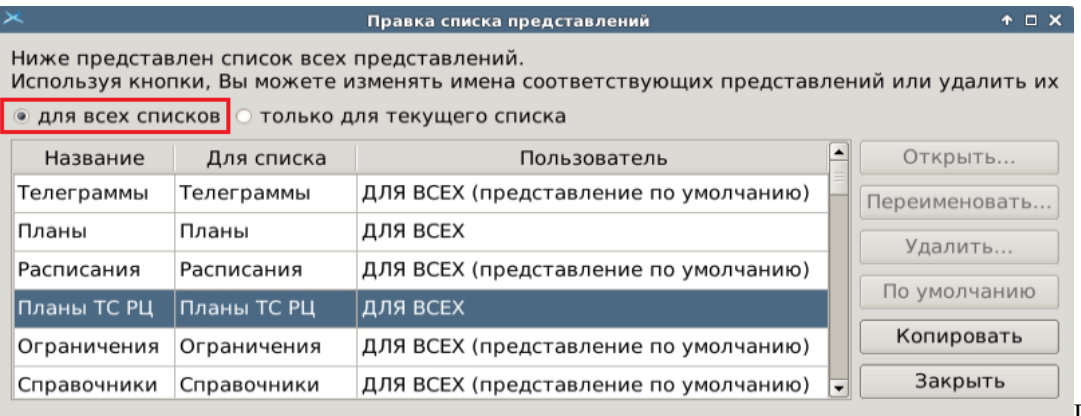 Правка списка представлений
Ниже представлен список всех представлений.
Используя кнопки, Вы можете изменять имена соответствующих представлений или удалить их
для всех списков только для текущего списка
Название Для списка Пользователь
Открыть...
Телеграммы Телеграммы ДЛЯ ВСЕХ (представление по умолчанию)
Переименовать...
Планы Планы ДЛЯ ВСЕХ
Удалить...
Расписания Расписания ДЛЯ ВСЕХ (представление по умолчанию)
По умолчанию
Планы ТС РЦ Планы ТС РЦ ДЛЯ ВСЕХ
Копировать
Ограничения Ограничения ДЛЯ ВСЕХ (представление по умолчанию)
Закрыть
Справочники Справочники ДЛЯ ВСЕХ (представление по умолчанию)